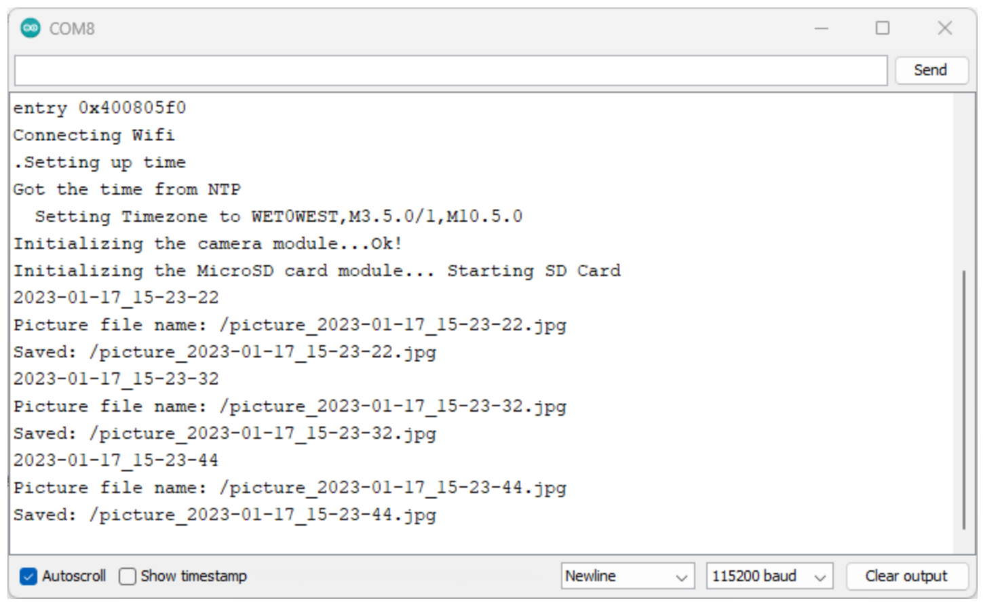 COM8
Send
entry 0x400805f0
Connecting Wifi
.Setting up time
Got the time from NTP
  Setting Timezone to WET0WEST,M3.5.0/1,M10.5.0
Initializing the camera module...Ok!
Initializing the MicroSD card module... Starting SD Card
2023-01-17_15-23-22
Picture file name: /picture_2023-01-17_15-23-22.jpg
Saved: /picture_2023-01-17_15-23-22.jpg
2023-01-17_15-23-32
Picture file name: /picture_2023-01-17_15-23-32.jpg
Saved: /picture_2023-01-17_15-23-32.jpg
2023-01-17_15-23-44
Picture file name: /picture_2023-01-17_15-23-44.jpg
Saved: /picture_2023-01-17_15-23-44.jpg
Autoscroll Show timestamp Newline 115200 baud Clear output